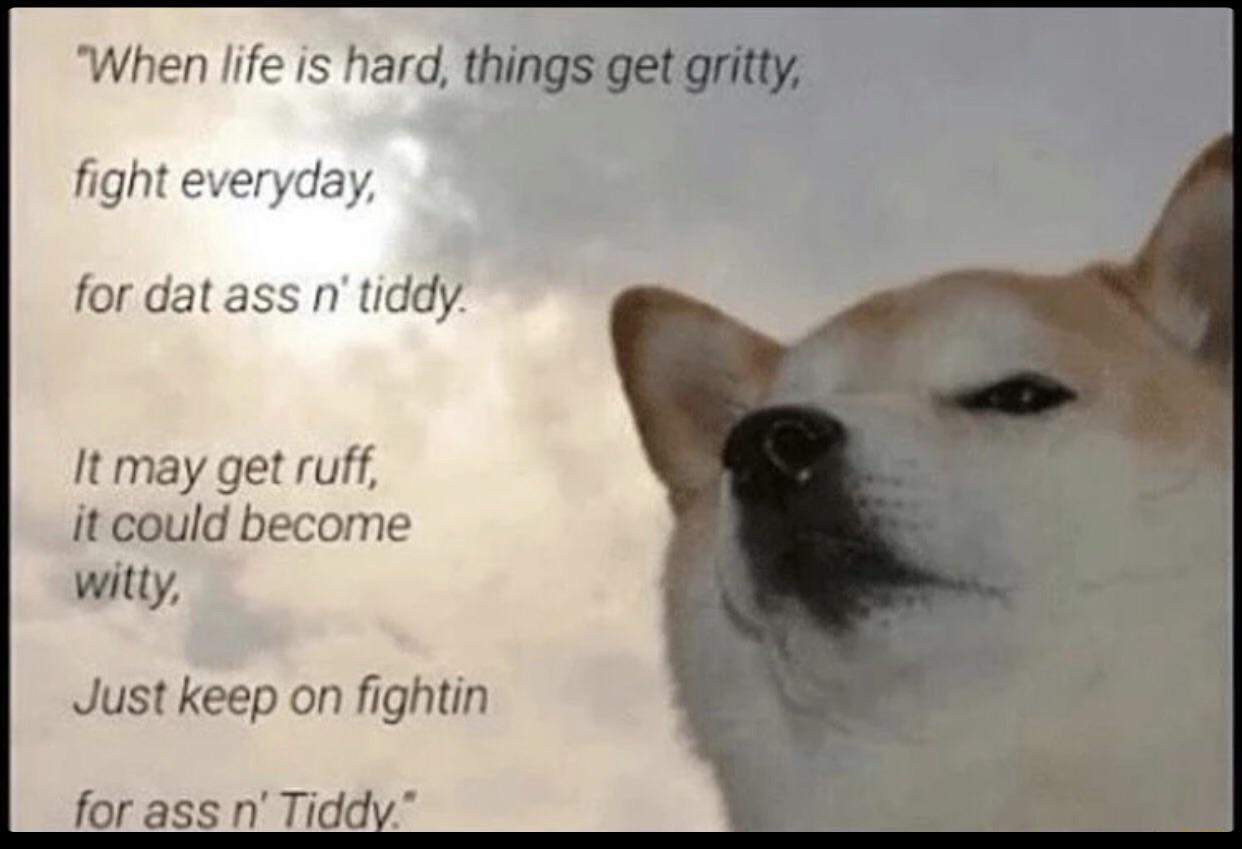 "When life is hard, things get gritty,
fight everyday,
for dat ass n' tiddy.
It may get ruff,
it could become
witty,
Just keep on fightin
for ass n' Tiddy."